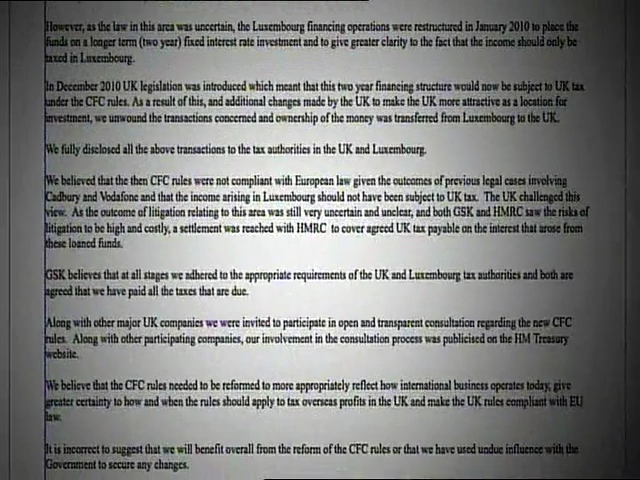 However, as the law in this area was uncertain, the Luxembourg financing operations were restructured in January 2010 to place the
funds on a longer term (two year) fixed interest rate investment and to give greater clarity to the fact that the income should only be
taxed in Luxembourg.
In December 2010 UK legislation was introduced which meant that this two year financing structure would now be subject to UK tax
under the CFC rules. As a result of this, and additional changes made by the UK to make the UK more attractive as a location for
investment, we unwound the transactions concerned and ownership of the money was transferred from Luxembourg to the UK.
We fully disclosed all the above transactions to the tax authorities in the UK and Luxembourg.
We believed that the then CFC rules were not compliant with European law given the outcomes of previous legal cases involving
Cadbury and Vodafone and that the income arising in Luxembourg should not have been subject to UK tax. The UK challenged this
view. As the outcome of litigation relating to this area was still very uncertain and unclear, and both GSK and HMRC saw the risks of
litigation to be high and costly, a settlement was reached with HMRC to cover agreed UK tax payable on the interest that arose from
these loaned funds.
GSK believes that at all stages we adhered to the appropriate requirements of the UK and Luxembourg tax authorities and both are
agreed that we have paid all the taxes that are due.
Along with other major UK companies we were invited to participate in open and transparent consultation regarding the new CFC
rules. Along with other participating companies, our involvement in the consultation process was publicised on the HM Treasury
website.
We believe that the CFC rules needed to be reformed to more appropriately reflect how international business operates today, give
greater certainty to how and when the rules should apply to tax overseas profits in the UK and make the UK rules compliant with EU
law.
It is incorrect to suggest that we will benefit overall from the reform of the CFC rules or that we have used undue influence with the
Government to secure any changes.